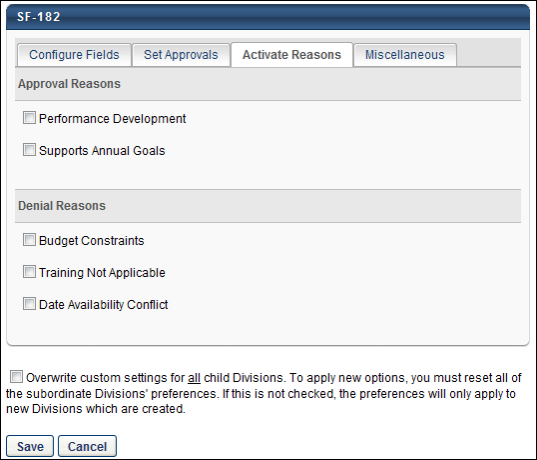 SF-182
Configure Fields Set Approvals Activate Reasons Miscellaneous
Approval Reasons
Performance Development
Supports Annual Goals
Denial Reasons
Budget Constraints
Training Not Applicable
Date Availability Conflict
Overwrite custom settings for all child Divisions. To apply new options, you must reset all of
the subordinate Divisions' preferences. If this is not checked, the preferences will only apply to
new Divisions which are created.
Save Cancel